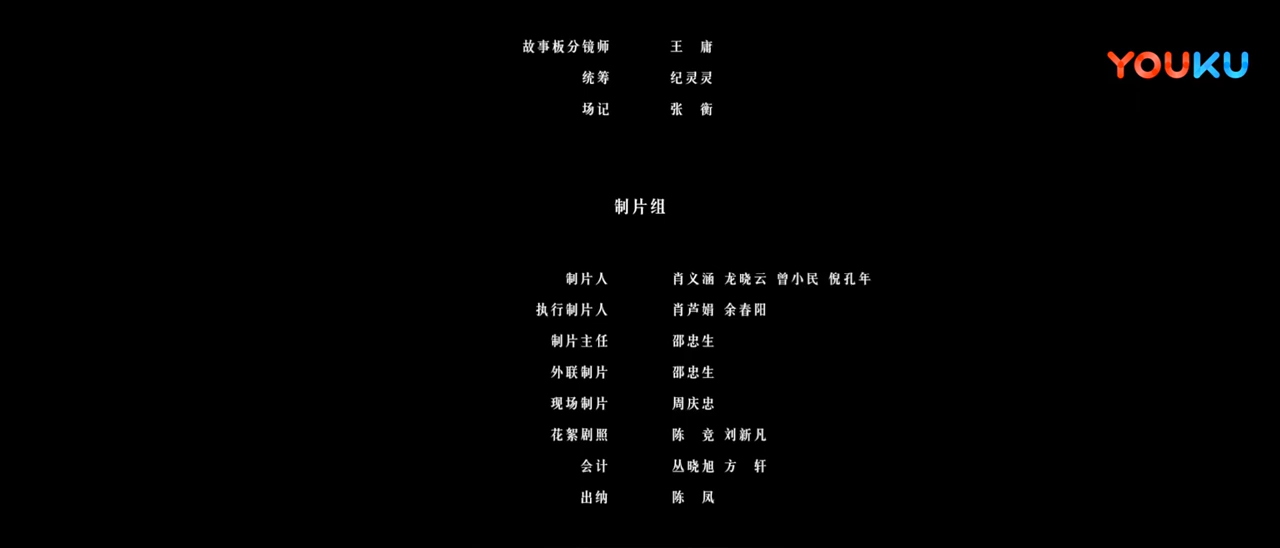 故事板分镜师 王 庸
YOUKU
统筹 纪灵灵
场记 张 衡
制片组
制片人 肖义涵 龙晓云 曾小民 倪孔年
执行制片人 肖芦娟 余春阳
制片主任 邵忠生
外联制片 邵忠生
现场制片 周庆忠
花絮剧照 陈 竞 刘新凡
会计 丛晓旭 方 轩
出纳 陈 凤